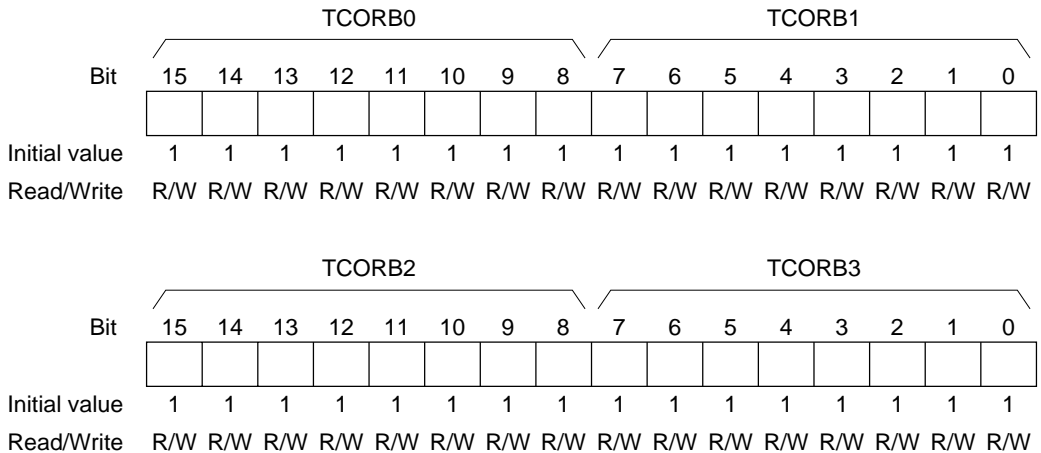 TCORB0 TCORB1
Bit 15 14 13 12 11 10 9 8 7 6 5 4 3 2 1 0
Initial value 1 1 1 1 1 1 1 1 1 1 1 1 1 1 1 1
Read/Write R/W R/W R/W R/W R/W R/W R/W R/W R/W R/W R/W R/W R/W R/W R/W R/W
TCORB2 TCORB3
Bit 15 14 13 12 11 10 9 8 7 6 5 4 3 2 1 0
Initial value 1 1 1 1 1 1 1 1 1 1 1 1 1 1 1 1
Read/Write R/W R/W R/W R/W R/W R/W R/W R/W R/W R/W R/W R/W R/W R/W R/W R/W